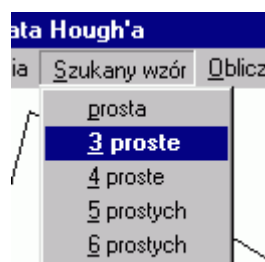 ata Hough'a
ia Szukany wzór Oblicz
prosta
3 proste
4 proste
5 prostych
6 prostych